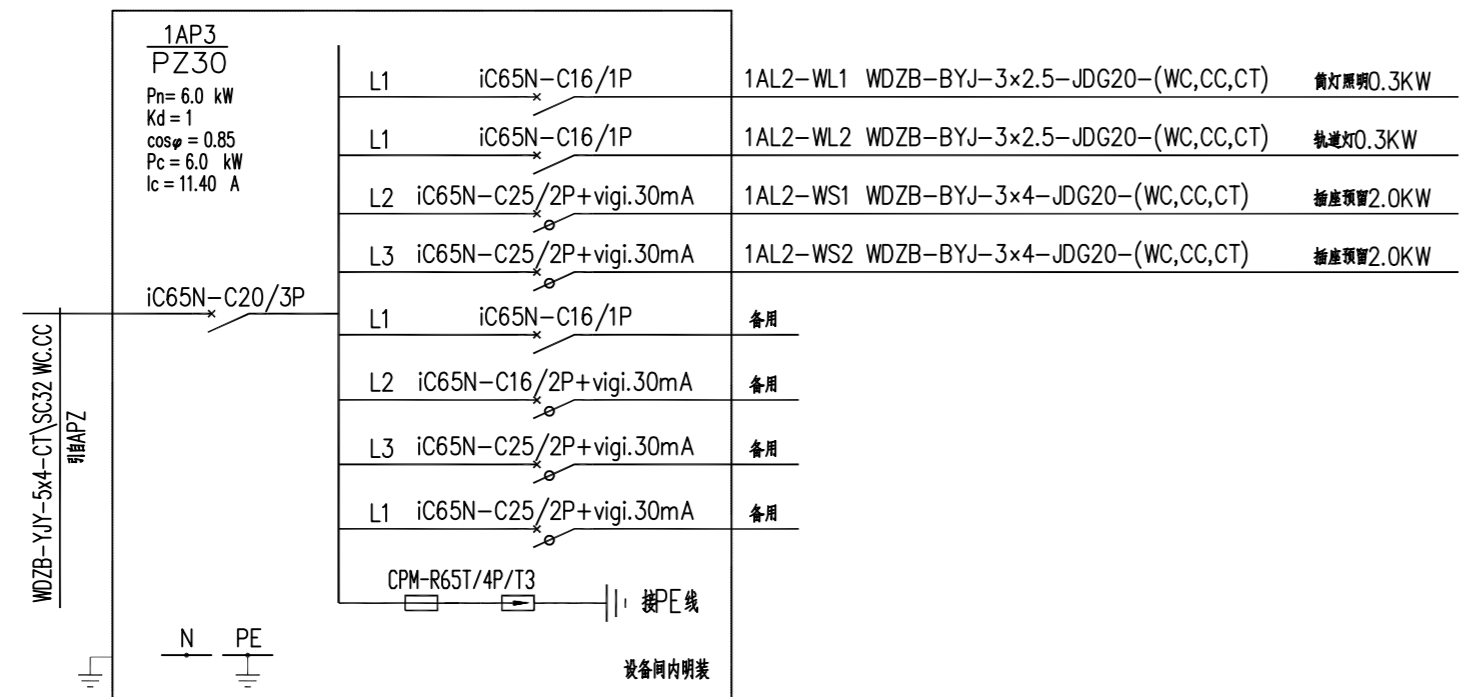 1AP3
PZ30
Pn= 6.0 kW
Kd = 1
cosφ = 0.85
Pc = 6.0 kW
Ic = 11.40 A
iC65N-C20/3P
WDZB-YJY-5x4-CT\SC32 WC.CC
引自APZ
L1 iC65N-C16/1P 1AL2-WL1 WDZB-BYJ-3×2.5-JDG20-(WC,CC,CT) 筒灯照明0.3KW
L1 iC65N-C16/1P 1AL2-WL2 WDZB-BYJ-3×2.5-JDG20-(WC,CC,CT) 轨道灯0.3KW
L2 iC65N-C25/2P+vigi.30mA 1AL2-WS1 WDZB-BYJ-3×4-JDG20-(WC,CC,CT) 插座预留2.0KW
L3 iC65N-C25/2P+vigi.30mA 1AL2-WS2 WDZB-BYJ-3×4-JDG20-(WC,CC,CT) 插座预留2.0KW
L1 iC65N-C16/1P 备用
L2 iC65N-C16/2P+vigi.30mA 备用
L3 iC65N-C25/2P+vigi.30mA 备用
L1 iC65N-C25/2P+vigi.30mA 备用
CPM-R65T/4P/T3 接PE线
N PE
设备间内明装